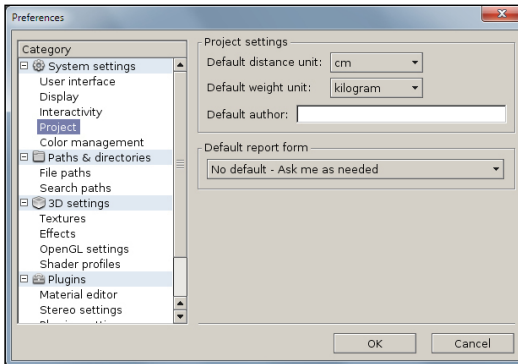 Preferences
Category
System settings
User interface
Display
Interactivity
Project
Color management
Paths & directories
File paths
Search paths
3D settings
Textures
Effects
OpenGL settings
Shader profiles
Plugins
Material editor
Stereo settings
Project settings
Default distance unit: cm
Default weight unit: kilogram
Default author:
Default report form
No default - Ask me as needed
OK Cancel